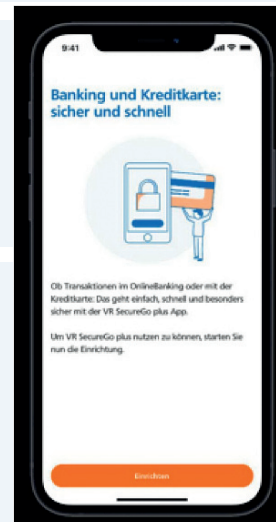 9:41
Banking und Kreditkarte:
sicher und schnell
Ob Transaktionen im OnlineBanking oder mit der
Kreditkarte: Das geht einfach, schnell und besonders
sicher mit der VR SecureGo plus App.
Um VR SecureGo plus nutzen zu können, starten Sie
nun die Einrichtung.
Einrichten